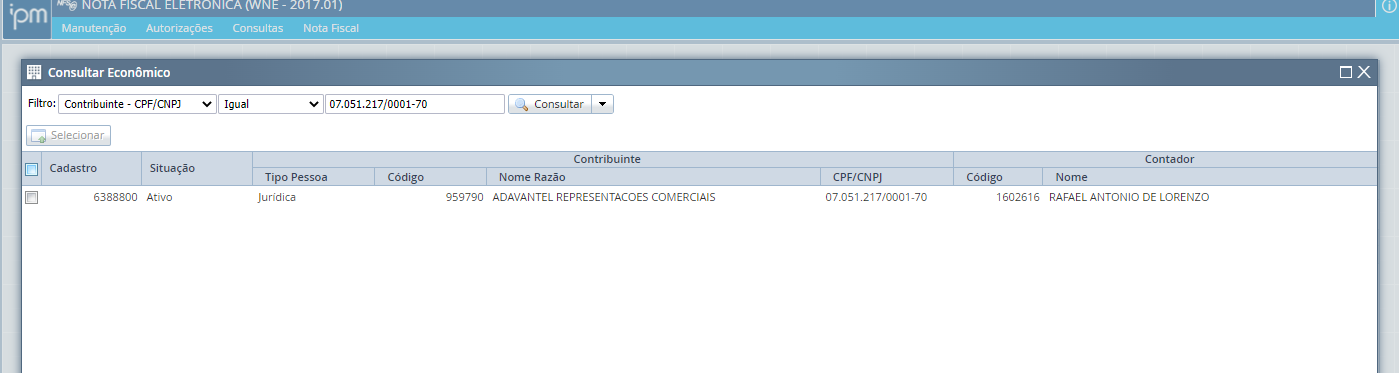 ipm NFS@ NOTA FISCAL ELETRÔNICA (WNE - 2017.01)
Manutenção Autorizações Consultas Nota Fiscal
Consultar Econômico
Filtro: Contribuinte - CPF/CNPJ Igual 07.051.217/0001-70 Consultar
Selecionar
Cadastro Situação Contribuinte Contador
Tipo Pessoa Código Nome Razão CPF/CNPJ Código Nome
6388800 Ativo Jurídica 959790 ADAVANTEL REPRESENTACOES COMERCIAIS 07.051.217/0001-70 1602616 RAFAEL ANTONIO DE LORENZO